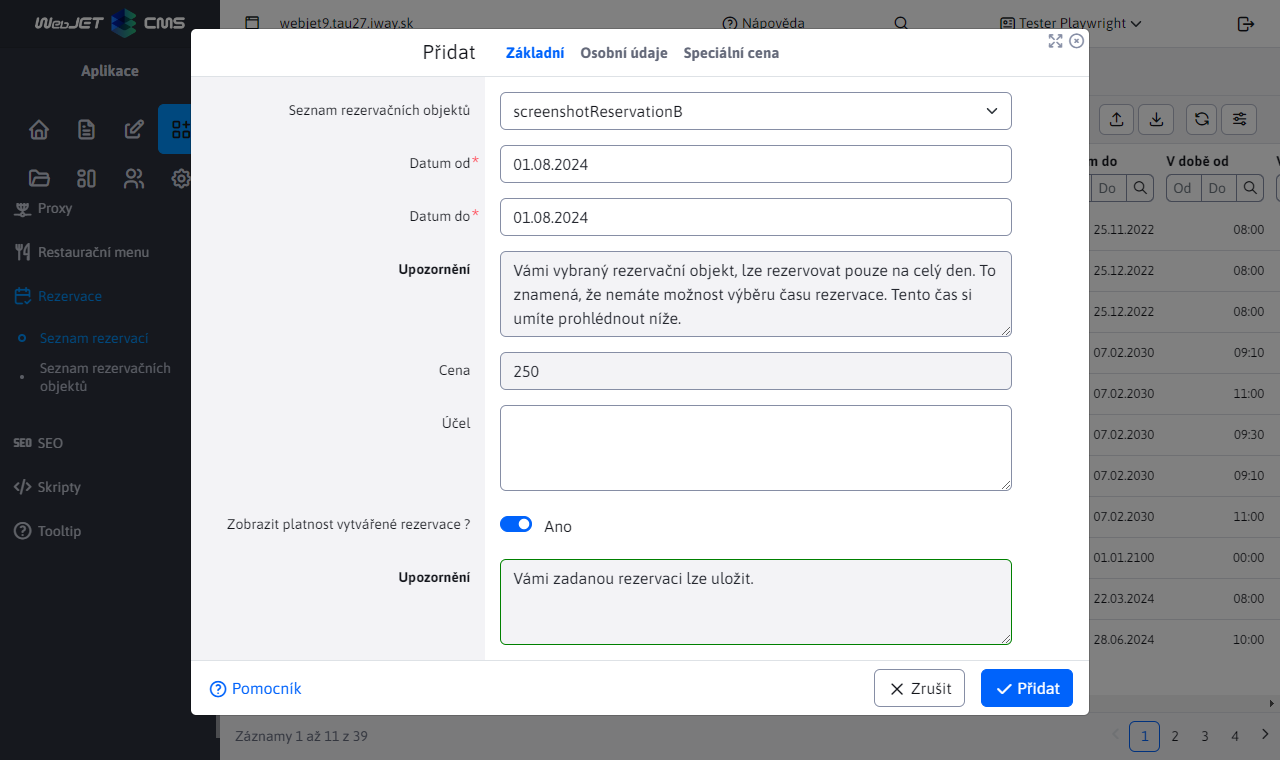 WebJET CMS
webjet9.tau27.iway.sk
Nápověda
Tester Playwright
Aplikace
Proxy
Restaurační menu
Rezervace
Seznam rezervací
Seznam rezervačních
objektů
SEO SEO
Skripty
Tooltip
Přidat
Základní
Osobní údaje
Speciální cena
Seznam rezervačních objektů
screenshotReservationB
Datum od*
01.08.2024
Datum do*
01.08.2024
Upozornění
Vámi vybraný rezervační objekt, lze rezervovat pouze na celý den. To
znamená, že nemáte možnost výběru času rezervace. Tento čas si
umíte prohlédnout níže.
Cena
250
Účel
Zobrazit platnost vytvářené rezervace ?
Ano
Upozornění
Vámi zadanou rezervaci lze uložit.
Pomocník
Zrušit
Přidat
do V době od
Do Od Do
25.11.2022 08:00
25.12.2022 08:00
25.12.2022 08:00
07.02.2030 09:10
07.02.2030 11:00
07.02.2030 09:30
07.02.2030 09:10
07.02.2030 11:00
01.01.2100 00:00
22.03.2024 08:00
28.06.2024 10:00
Záznamy 1 až 11 z 39
1 2 3 4